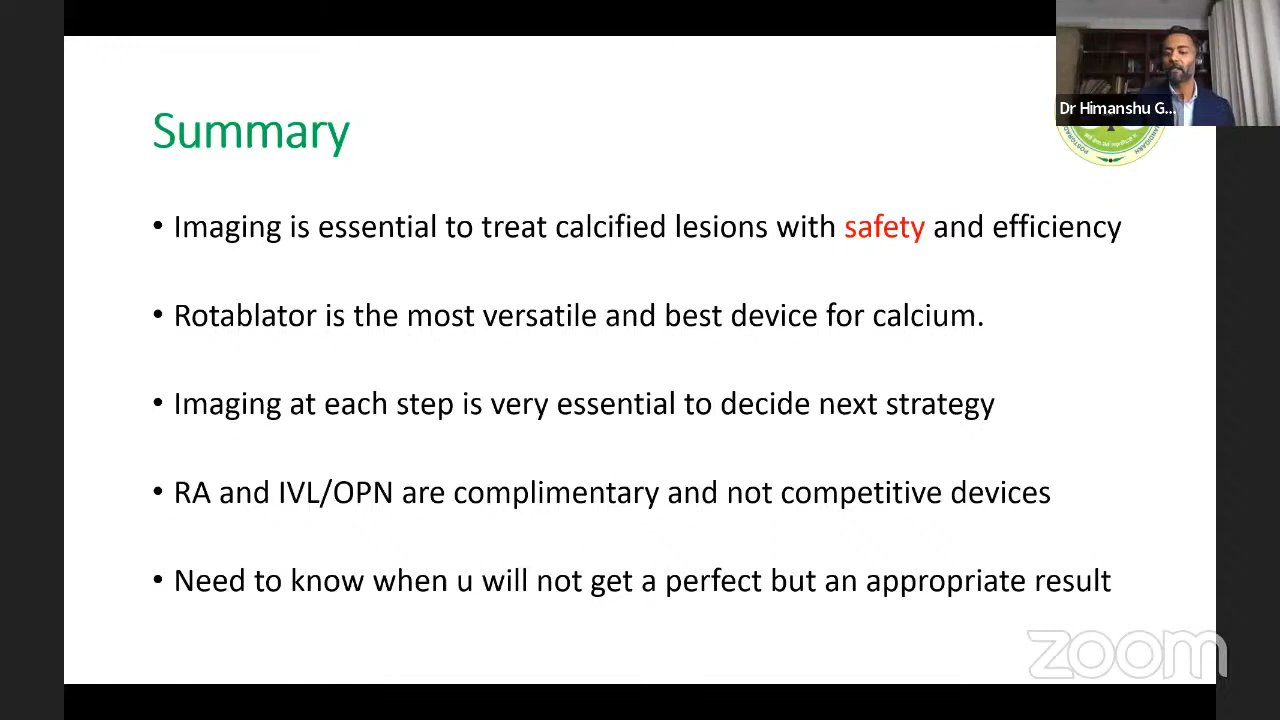 Dr Himanshu G...
POSTGRAD
CHANDIGARH
Summary
• Imaging is essential to treat calcified lesions with safety and efficiency
• Rotablator is the most versatile and best device for calcium.
• Imaging at each step is very essential to decide next strategy
• RA and IVL/OPN are complimentary and not competitive devices
• Need to know when u will not get a perfect but an appropriate result
zoom